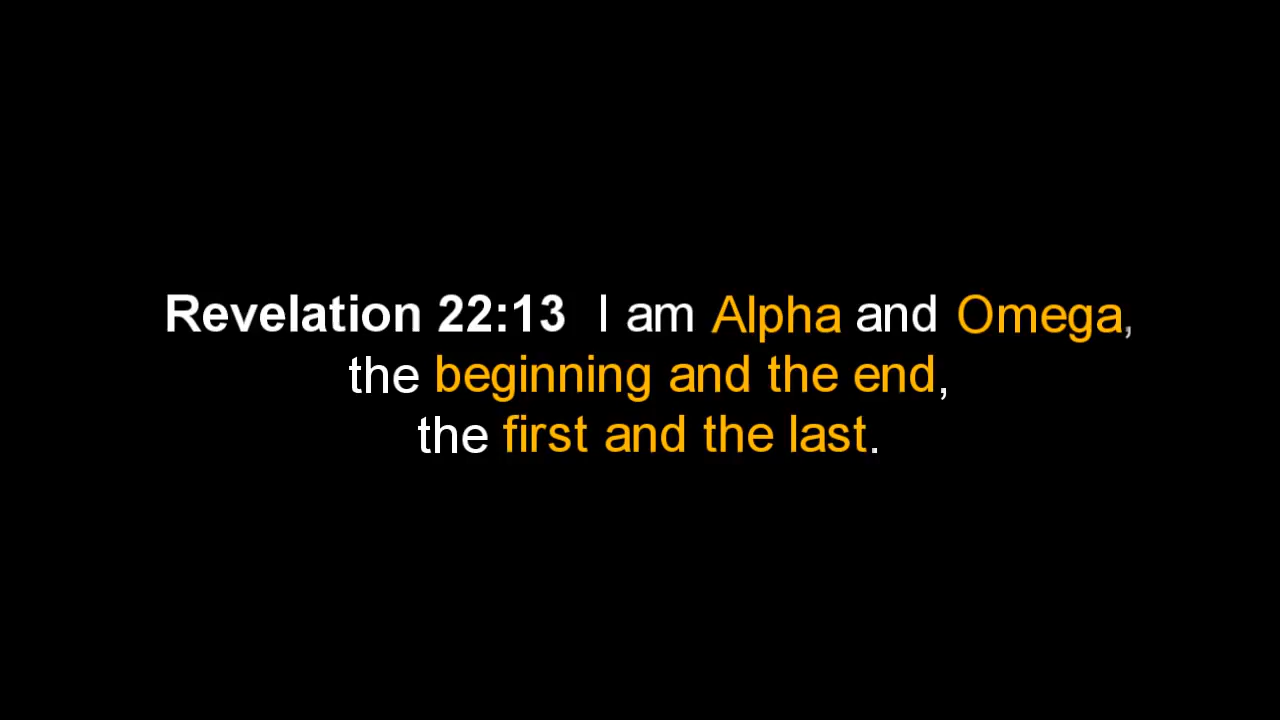 Revelation 22:13 I am Alpha and Omega,
the beginning and the end,
the first and the last.